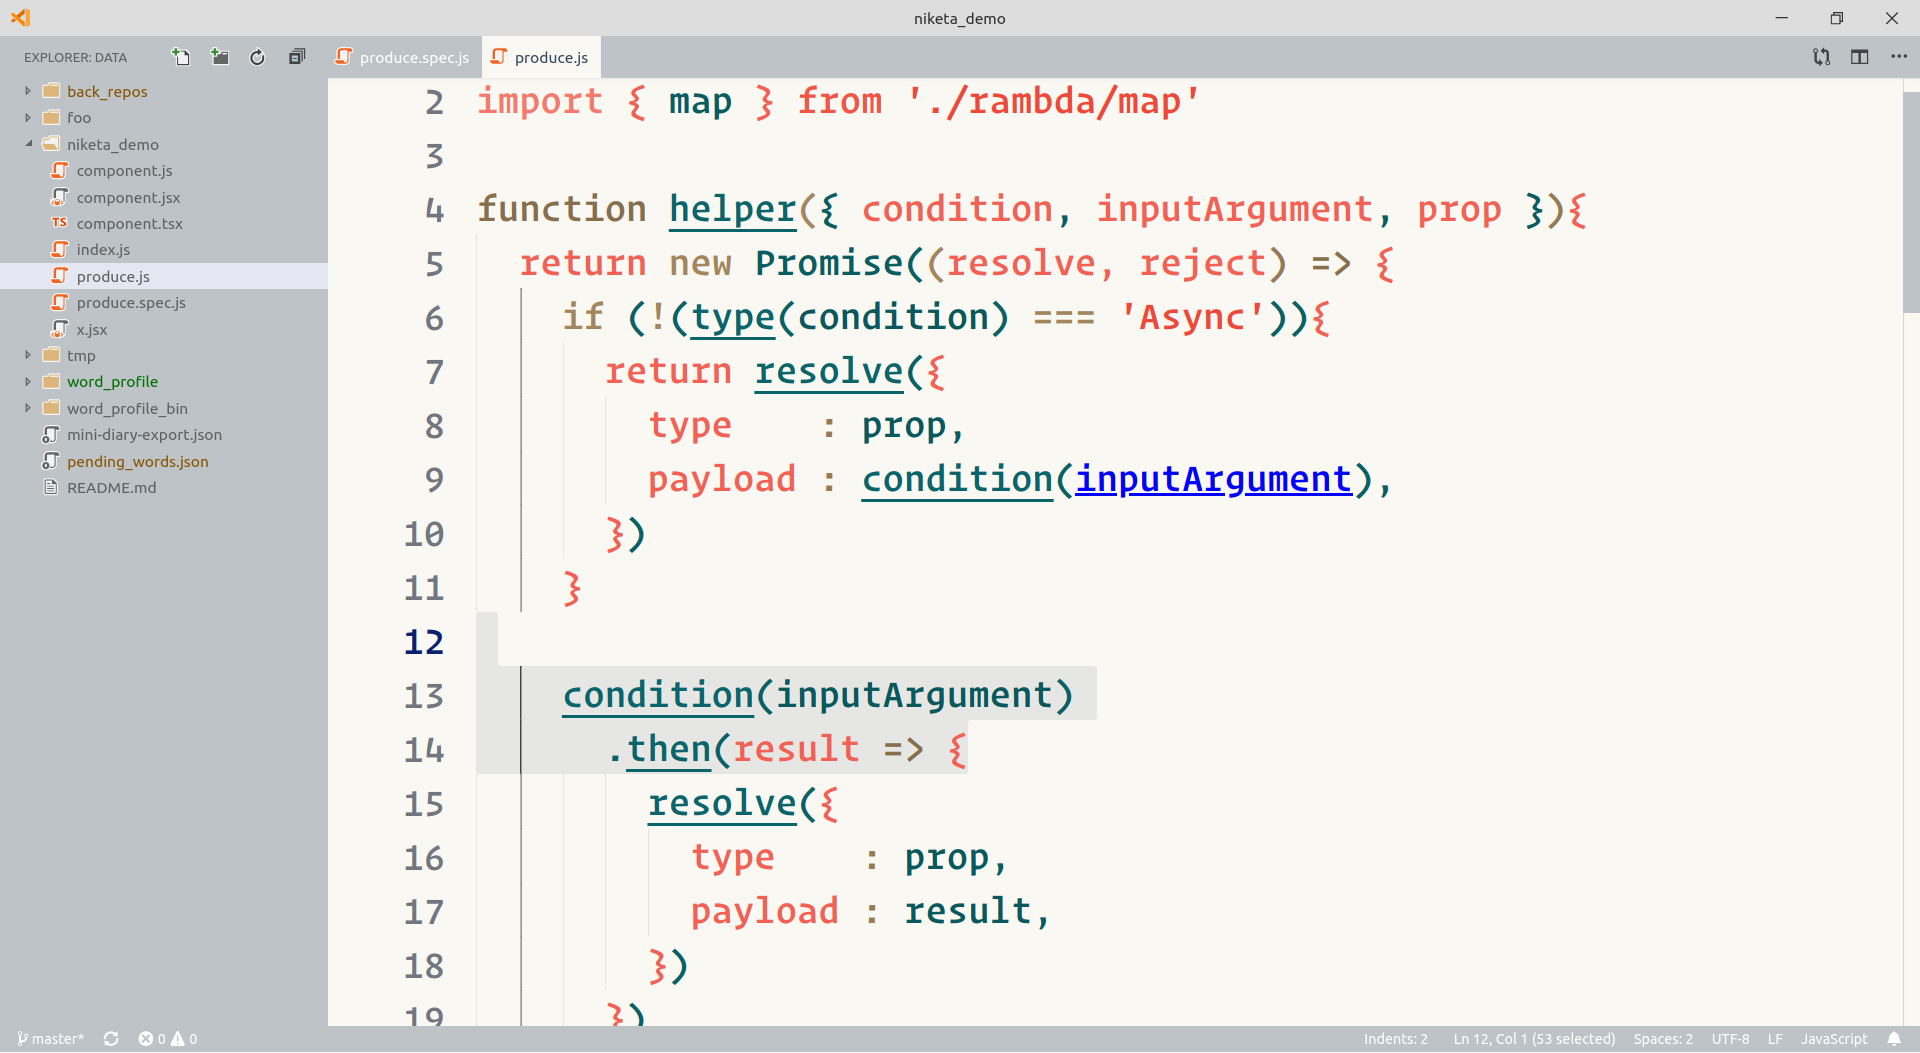 niketa_demo
EXPLORER: DATA
produce.spec.js
produce.js
back_repos
foo
niketa_demo
component.js
component.jsx
TS component.tsx
index.js
produce.js
produce.spec.js
x.jsx
tmp
word_profile
word_profile_bin
mini-diary-export.json
pending_words.json
README.md
2 import { map } from './rambda/map'
3
4 function helper({ condition, inputArgument, prop }){
5 return new Promise((resolve, reject) => {
6 if (!(type(condition) === 'Async')){
7 return resolve({
8 type    : prop,
9 payload : condition(inputArgument),
10 })
11 }
12
13 condition(inputArgument)
14 .then(result => {
15 resolve({
16 type    : prop,
17 payload : result,
18 })
19 })
master* 0 0 Indents: 2 Ln 12, Col 1 (53 selected) Spaces: 2 UTF-8 LF JavaScript